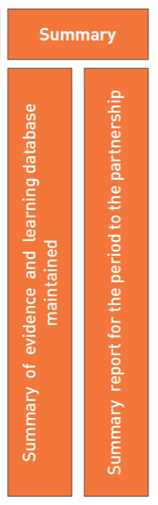 Summary
Summary of evidence and learning database
maintained
Summary report for the period to the partnership